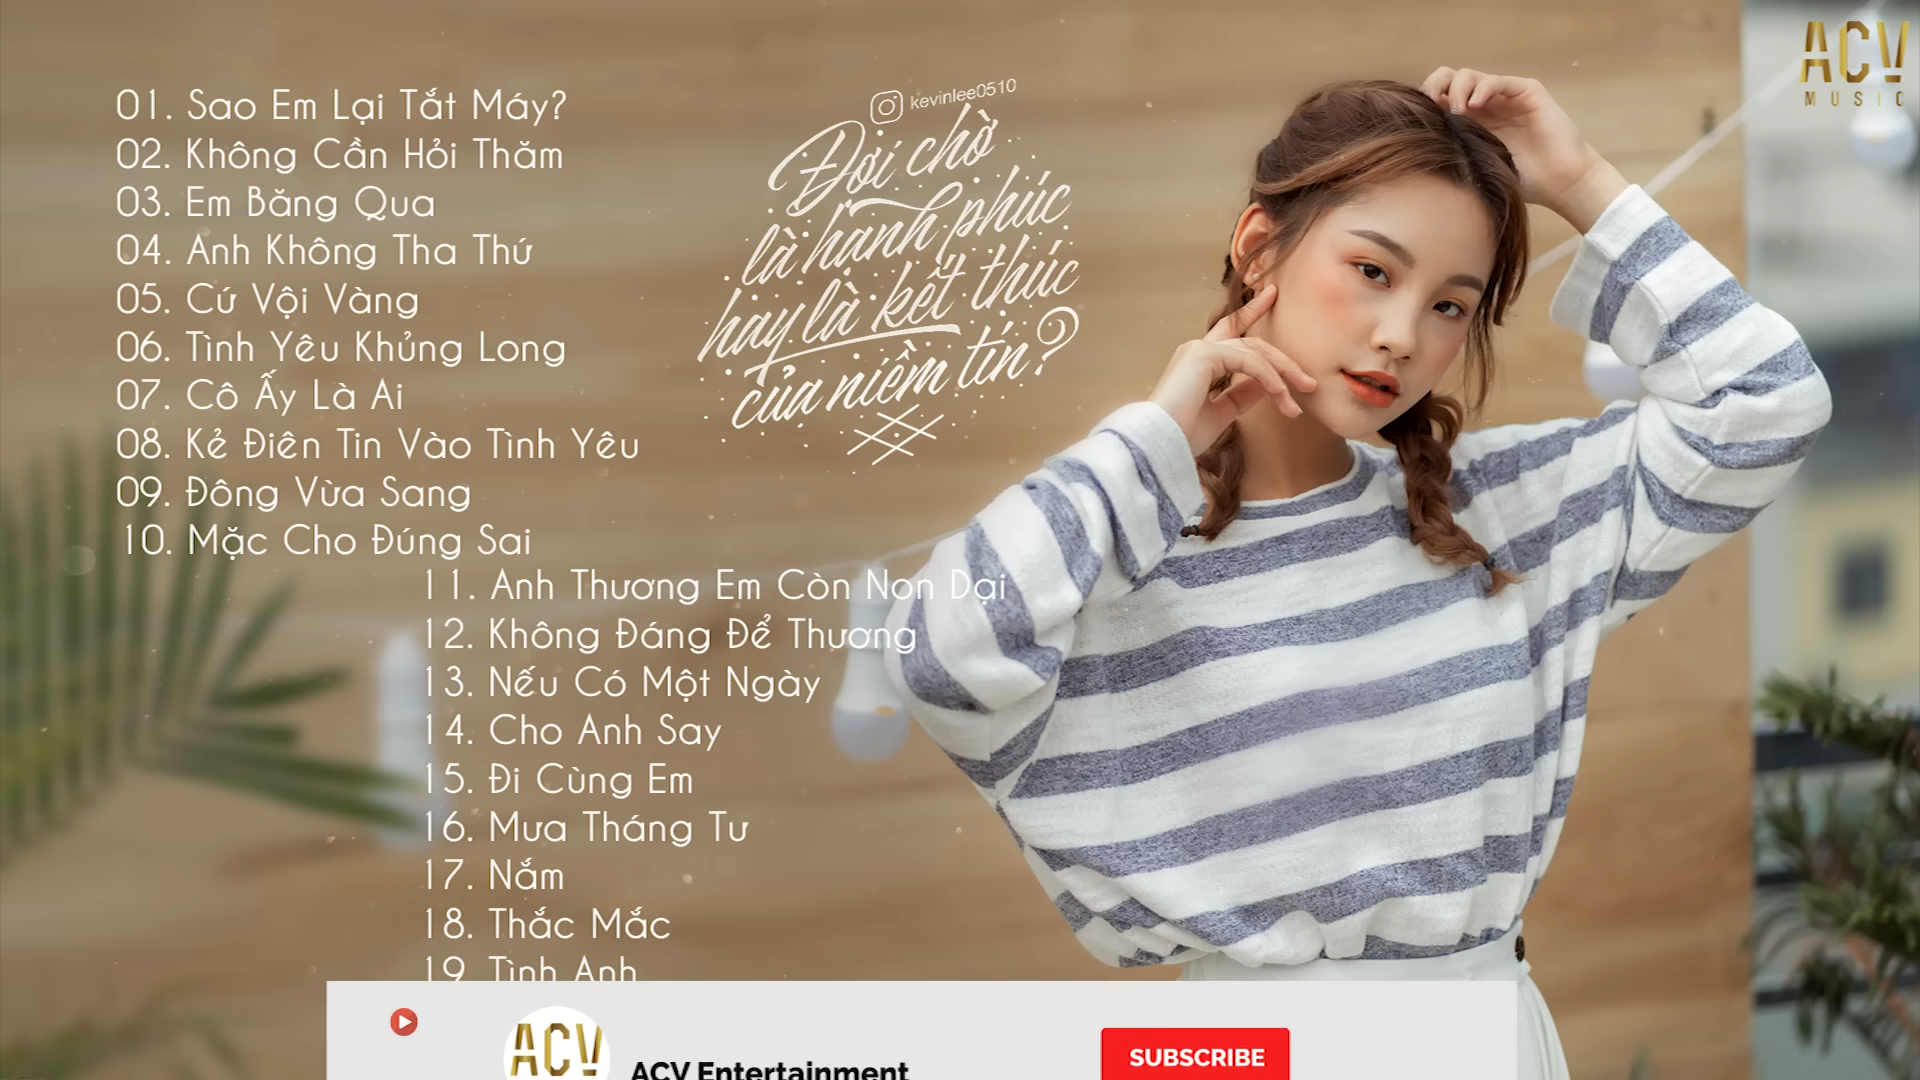 01. Sao Em Lại Tắt Máy?
02. Không Cần Hỏi Thăm
03. Em Băng Qua
04. Anh Không Tha Thứ
05. Cứ Vội Vàng
06. Tình Yêu Khủng Long
07. Cô Ấy Là Ai
08. Kẻ Điên Tin Vào Tình Yêu
09. Đông Vừa Sang
10. Mặc Cho Đúng Sai
11. Anh Thương Em Còn Non Dại
12. Không Đáng Để Thương
13. Nếu Có Một Ngày
14. Cho Anh Say
15. Đi Cùng Em
16. Mưa Tháng Tư
17. Nắm
18. Thắc Mắc
19. Tình Anh
kevinlee0510
Đợi chờ
là hạnh phúc
hay là kết thúc
của niềm tin?
ACV
MUSIC
ACV
ACV Entertainment
SUBSCRIBE